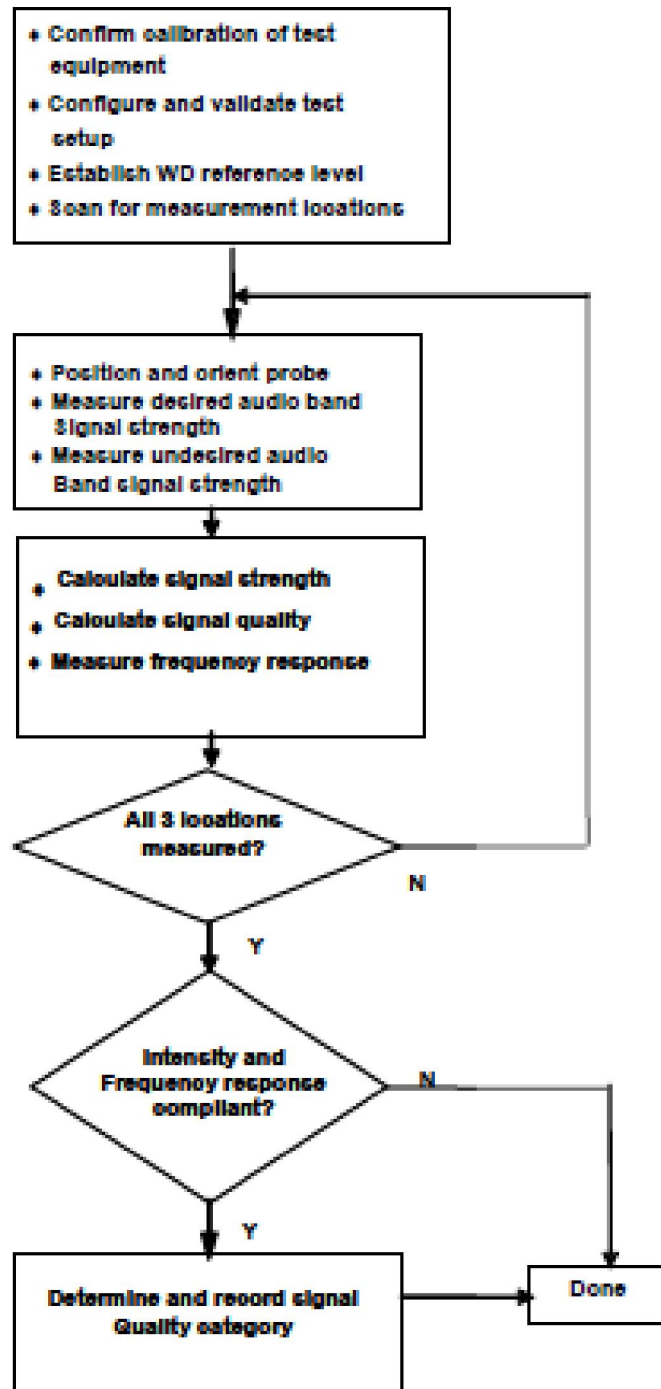 ♦ Confirm calibration of test
equipment
♦ Configure and validate test
setup
♦ Establish WD reference level
♦ Scan for measurement locations
♦ Position and orient probe
♦ Measure desired audio band
Signal strength
♦ Measure undesired audio
Band signal strength
♦ Calculate signal strength
♦ Calculate signal quality
♦ Measure frequency response
All 3 locations
measured?
N
Y
Intensity and
Frequency response
compliant?
N
Y
Determine and record signal
Quality category
Done